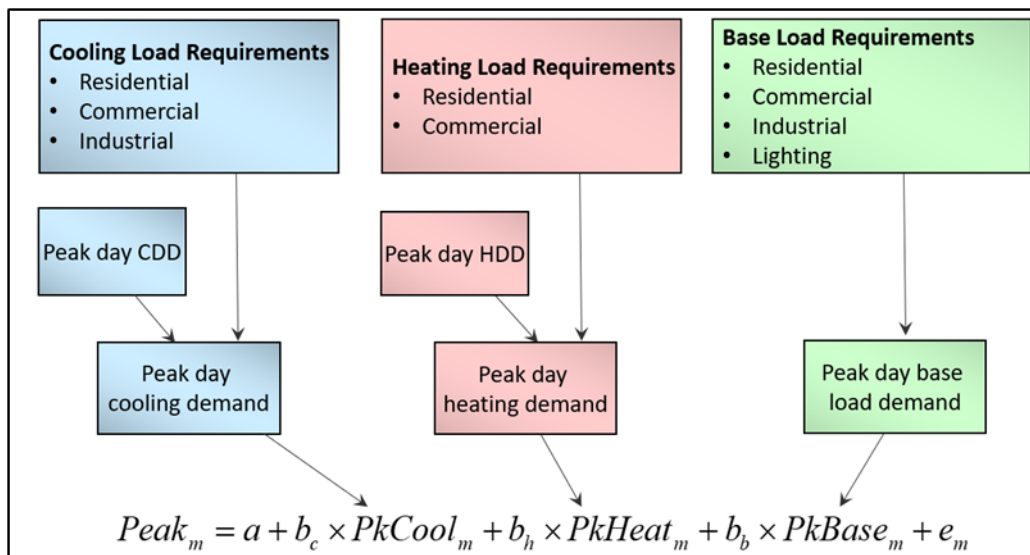 Cooling Load Requirements
• Residential
• Commercial
• Industrial
Heating Load Requirements
• Residential
• Commercial
Base Load Requirements
• Residential
• Commercial
• Industrial
• Lighting
Peak day CDD
Peak day HDD
Peak day
cooling demand
Peak day
heating demand
Peak day base
load demand
Peak_m = a + b_c × PkCool_m + b_h × PkHeat_m + b_b × PkBase_m + e_m